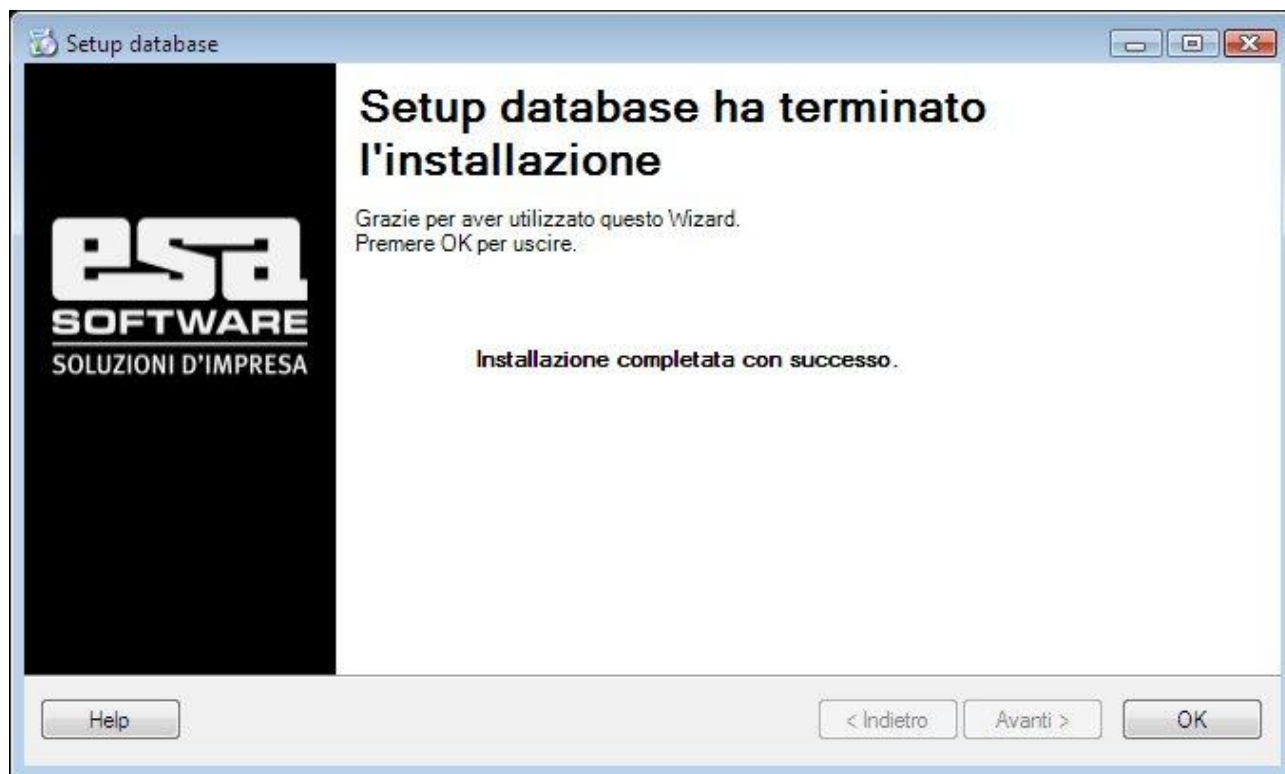 Setup database
Setup database ha terminato
l'installazione
Grazie per aver utilizzato questo Wizard.
Premere OK per uscire.
esa
SOFTWARE
SOLUZIONI D'IMPRESA
Installazione completata con successo.
Help
< Indietro
Avanti >
OK